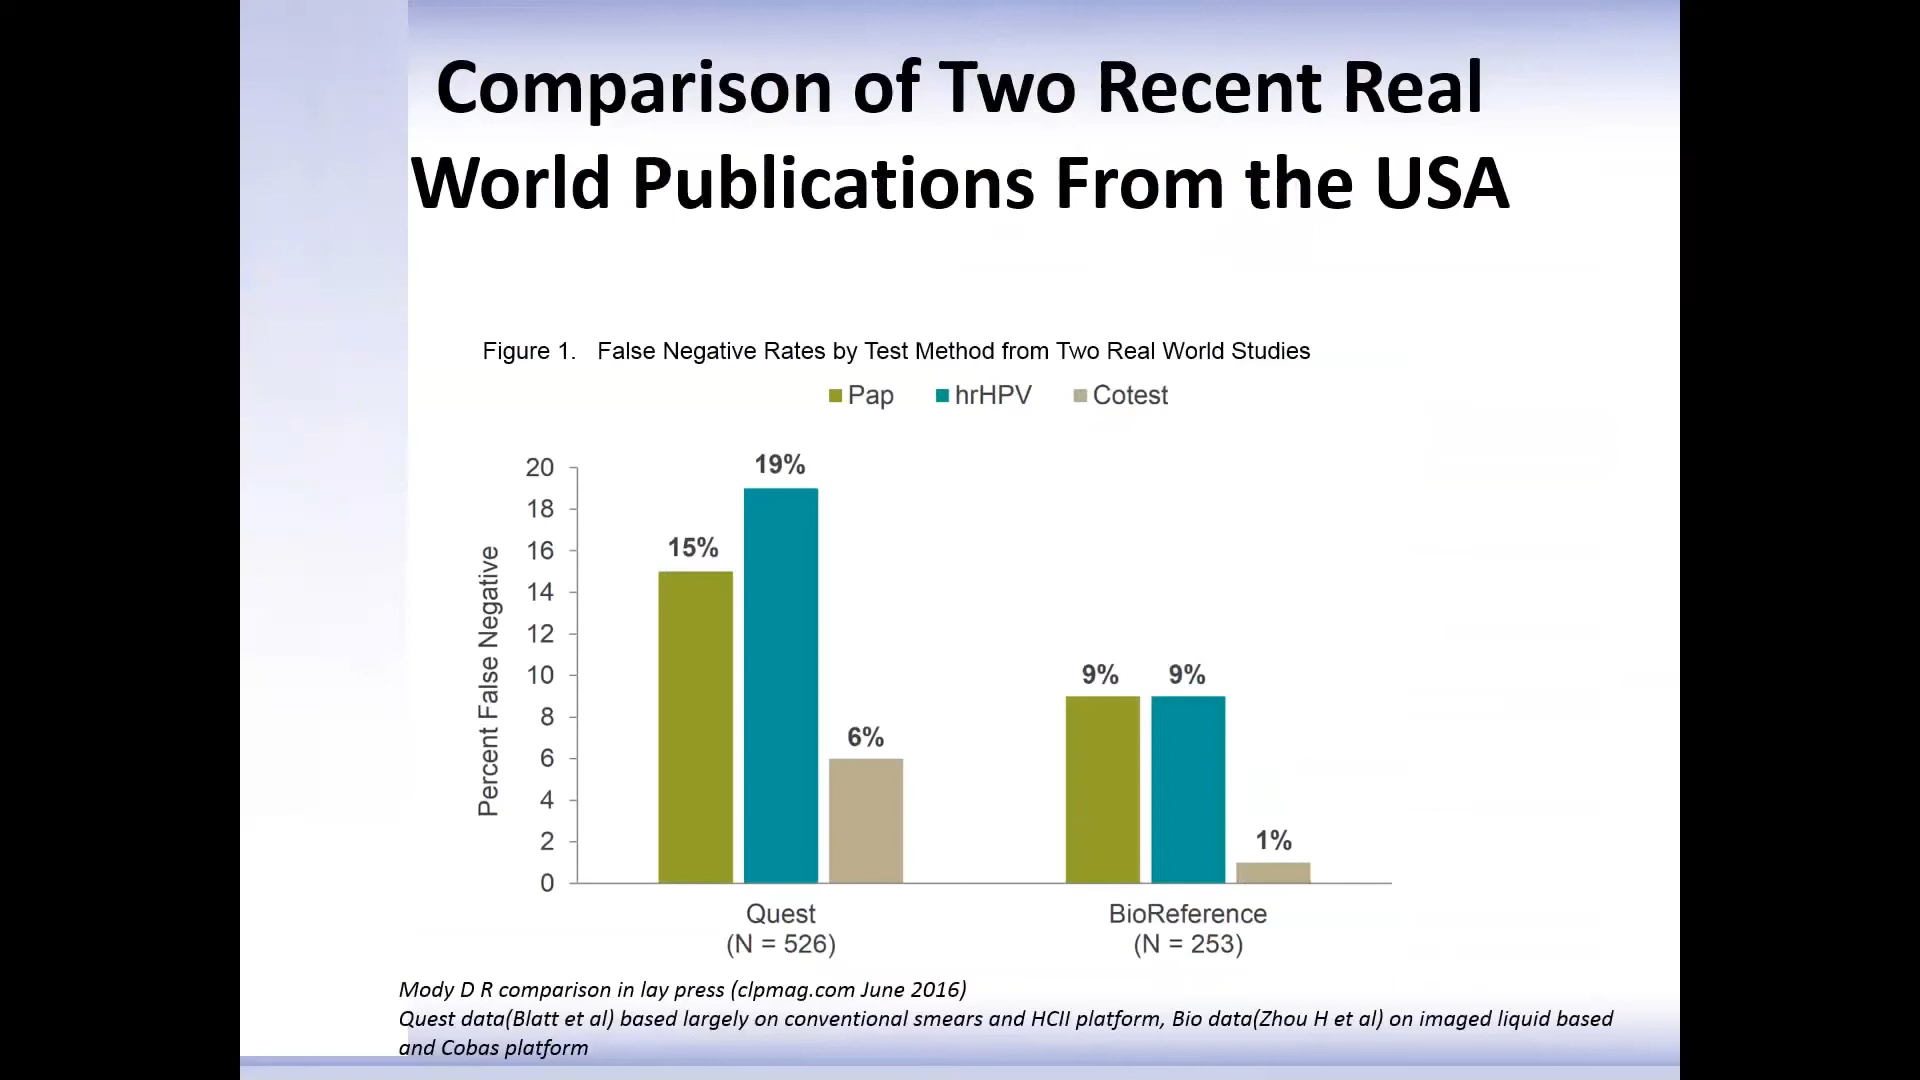 Comparison of Two Recent Real
World Publications From the USA
Figure 1. False Negative Rates by Test Method from Two Real World Studies
Pap hrHPV Cotest
Percent False Negative
20
18
16
14
12
10
8
6
4
2
0
15%
19%
6%
9%
9%
1%
Quest
(N = 526)
BioReference
(N = 253)
Mody D R comparison in lay press (clpmag.com June 2016)
Quest data(Blatt et al) based largely on conventional smears and HCII platform, Bio data(Zhou H et al) on imaged liquid based
and Cobas platform